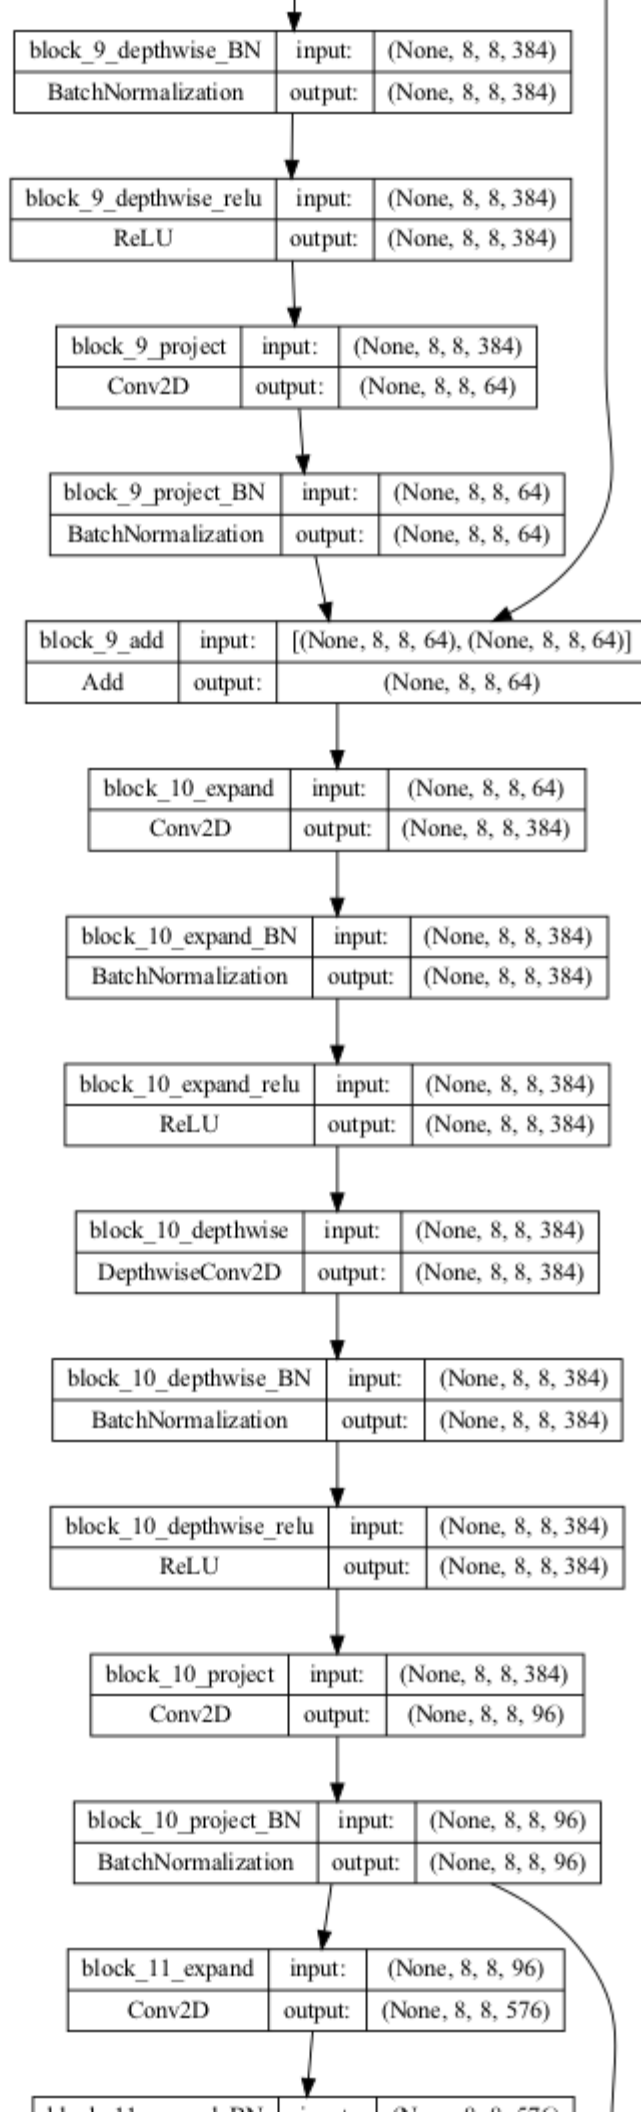 block_9_depthwise_BN input: (None, 8, 8, 384)
BatchNormalization output: (None, 8, 8, 384)
block_9_depthwise_relu input: (None, 8, 8, 384)
ReLU output: (None, 8, 8, 384)
block_9_project input: (None, 8, 8, 384)
Conv2D output: (None, 8, 8, 64)
block_9_project_BN input: (None, 8, 8, 64)
BatchNormalization output: (None, 8, 8, 64)
block_9_add input: [(None, 8, 8, 64), (None, 8, 8, 64)]
Add output: (None, 8, 8, 64)
block_10_expand input: (None, 8, 8, 64)
Conv2D output: (None, 8, 8, 384)
block_10_expand_BN input: (None, 8, 8, 384)
BatchNormalization output: (None, 8, 8, 384)
block_10_expand_relu input: (None, 8, 8, 384)
ReLU output: (None, 8, 8, 384)
block_10_depthwise input: (None, 8, 8, 384)
DepthwiseConv2D output: (None, 8, 8, 384)
block_10_depthwise_BN input: (None, 8, 8, 384)
BatchNormalization output: (None, 8, 8, 384)
block_10_depthwise_relu input: (None, 8, 8, 384)
ReLU output: (None, 8, 8, 384)
block_10_project input: (None, 8, 8, 384)
Conv2D output: (None, 8, 8, 96)
block_10_project_BN input: (None, 8, 8, 96)
BatchNormalization output: (None, 8, 8, 96)
block_11_expand input: (None, 8, 8, 96)
Conv2D output: (None, 8, 8, 576)